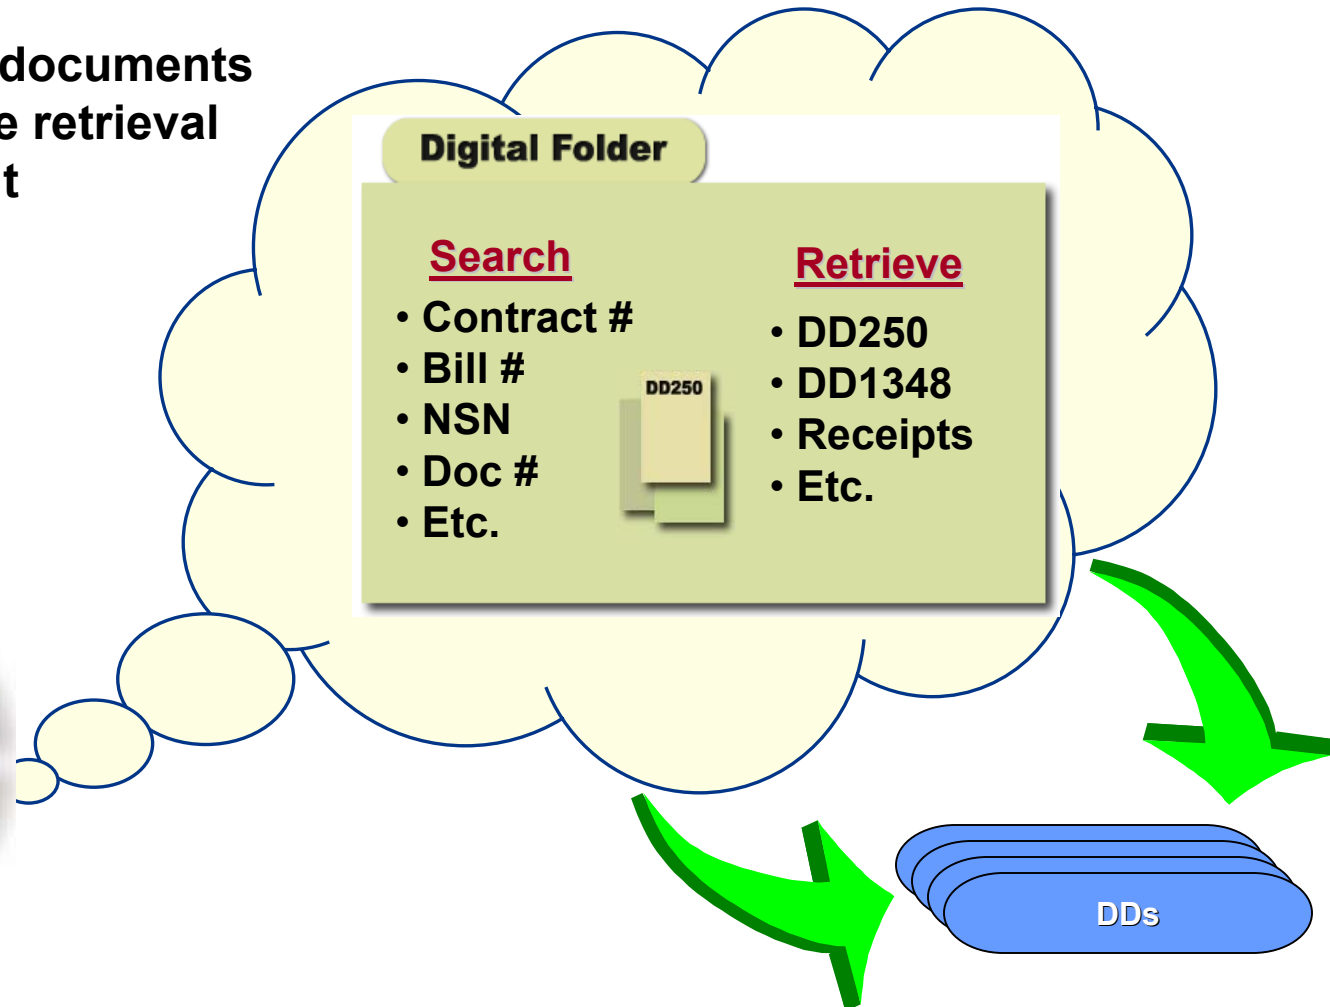 documents
e retrieval
t
Digital Folder
Search
• Contract #
• Bill #
• NSN
• Doc #
• Etc.
DD250
Retrieve
• DD250
• DD1348
• Receipts
• Etc.
DDs